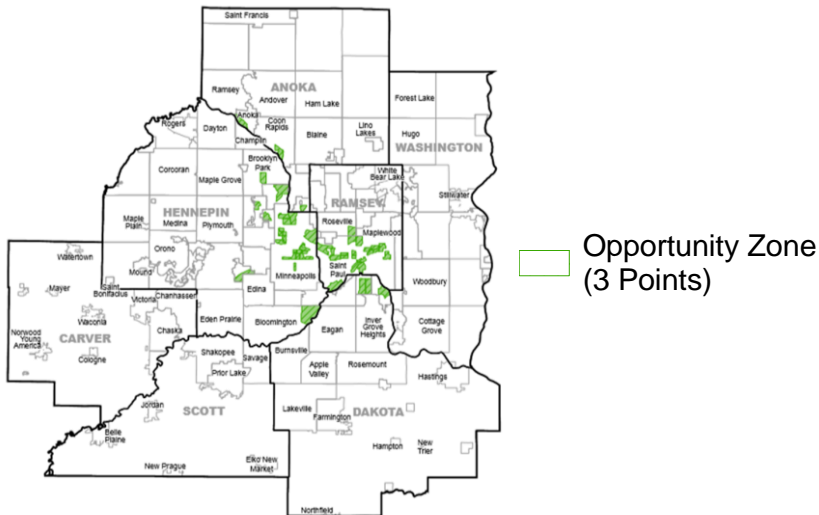 Saint Francis
Ramsey
ANOKA
Andover
Ham Lake
Forest Lake
Anoka
Coon
Rapids
Lino
Lakes
Rogers
Dayton
Champlin
Blaine
Hugo
WASHINGTON
Brooklyn
Park
Corcoran
Maple Grove
White
Bear Lake
Stillwater
RAMSEY
HENNEPIN
Maple
Plain
Medina
Plymouth
Roseville
Maplewood
Orono
Watertown
Mound
Minneapolis
Saint
Paul
Woodbury
Mayer
Saint
Bonifacius
Victoria
Chanhassen
Edina
Waconia
Eden Prairie
Bloomington
Eagan
Inver
Grove
Heights
Cottage
Grove
Norwood
Young
America
CARVER
Chaska
Cologne
Shakopee
Savage
Burnsville
Prior Lake
Apple
Valley
Rosemount
Hastings
Jordan
SCOTT
Lakeville
Farmington
DAKOTA
Belle
Plaine
Hampton
New
Trier
New Prague
Elko New
Market
Northfield
Opportunity Zone
(3 Points)